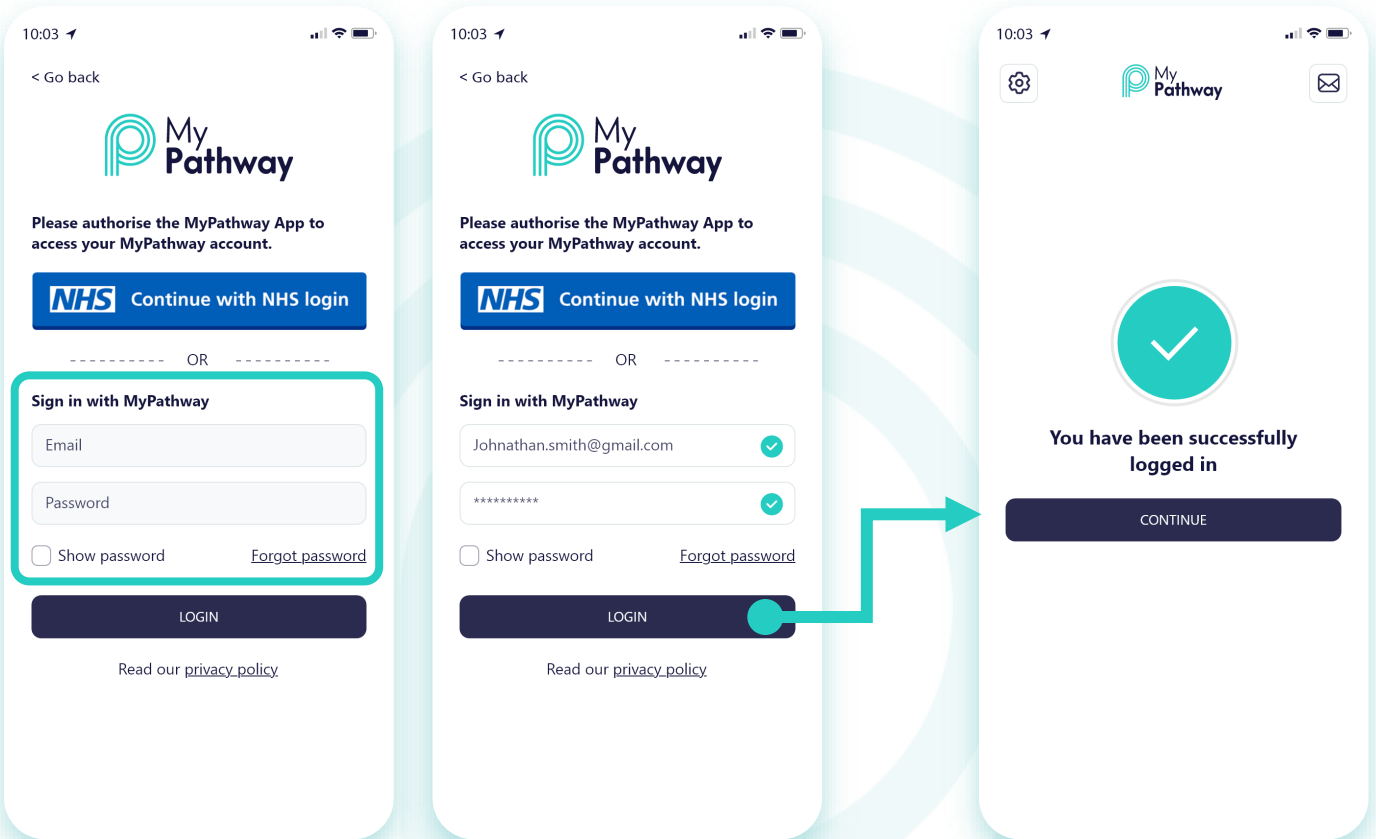 10:03
< Go back
My
Pathway
Please authorise the MyPathway App to
access your MyPathway account.
NHS Continue with NHS login
---------- OR ----------
Sign in with MyPathway
Email
Password
Show password Forgot password
LOGIN
Read our privacy policy
10:03
< Go back
My
Pathway
Please authorise the MyPathway App to
access your MyPathway account.
NHS Continue with NHS login
---------- OR ----------
Sign in with MyPathway
Johnathan.smith@gmail.com
**********
Show password Forgot password
LOGIN
Read our privacy policy
10:03
My
Pathway
You have been successfully
logged in
CONTINUE